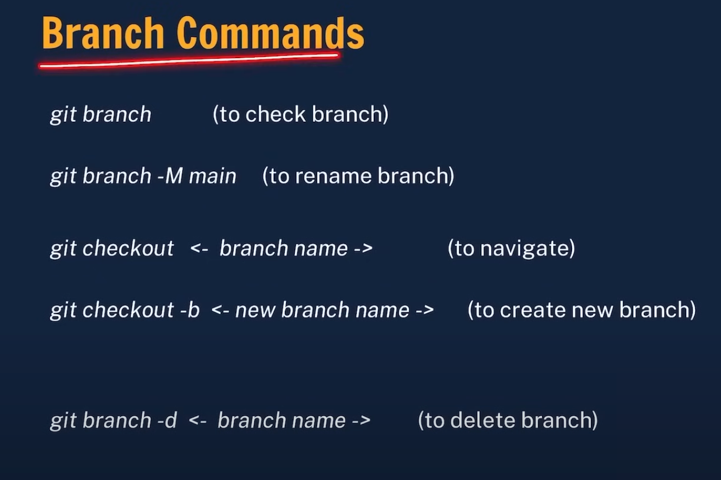 Branch Commands
git branch (to check branch)
git branch -M main (to rename branch)
git checkout <- branch name -> (to navigate)
git checkout -b <- new branch name -> (to create new branch)
git branch -d <- branch name -> (to delete branch)